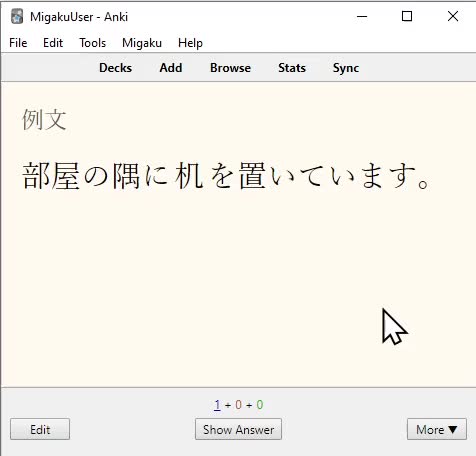 MigakuUser - Anki
File Edit Tools Migaku Help
Decks Add Browse Stats Sync
例文
部屋の隅に机を置いています。
1 + 0 + 0
Edit Show Answer More ▼